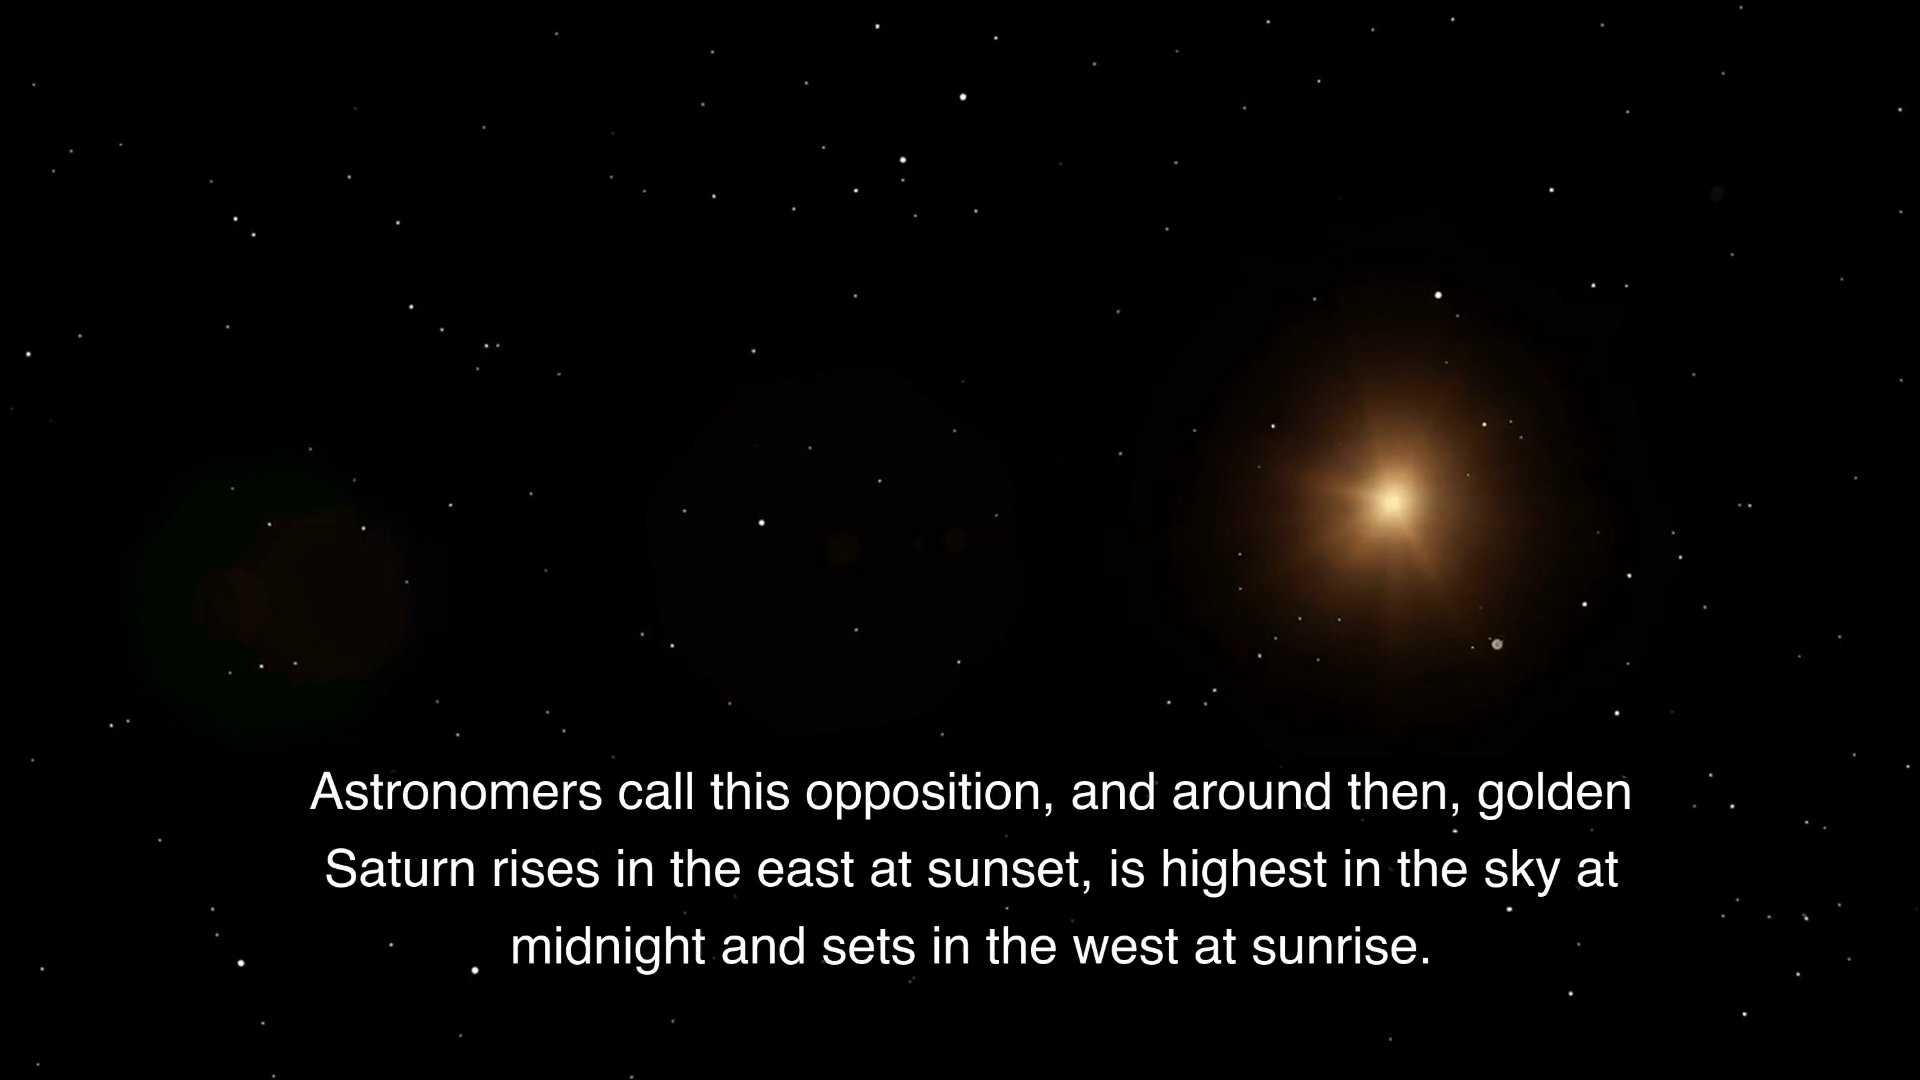 Astronomers call this opposition, and around then, golden
Saturn rises in the east at sunset, is highest in the sky at
midnight and sets in the west at sunrise.